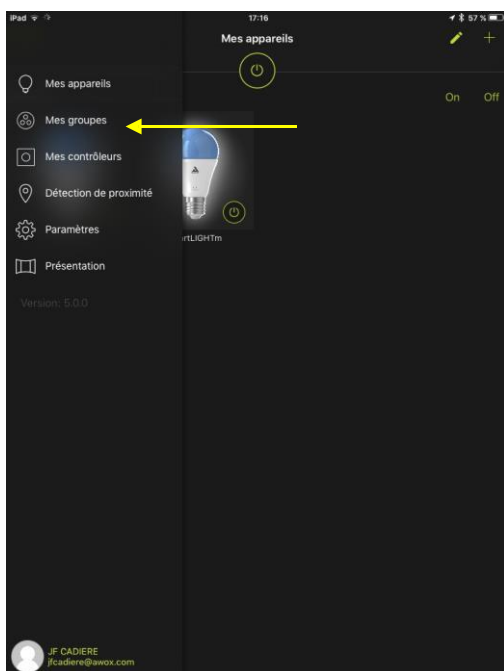 iPad 17:16 57 %
Mes appareils
On Off
Mes appareils
Mes groupes
Mes contrôleurs
Détection de proximité
Paramètres
Présentation
rtLIGHTm
Version: 5.0.0
JF CADIERE
jfcadiere@awox.com